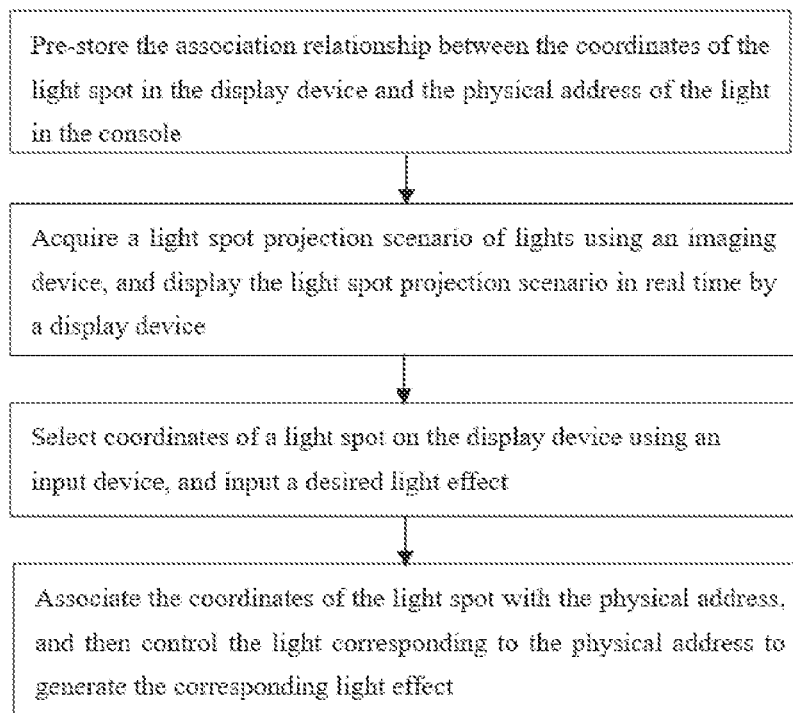 Pre-store the association relationship between the coordinates of the
light spot in the display device and the physical address of the light
in the console
Acquire a light spot projection scenario of lights using an imaging
device, and display the light spot projection scenario in real time by
a display device
Select coordinates of a light spot on the display device using an
input device, and input a desired light effect
Associate the coordinates of the light spot with the physical address,
and then control the light corresponding to the physical address to
generate the corresponding light effect